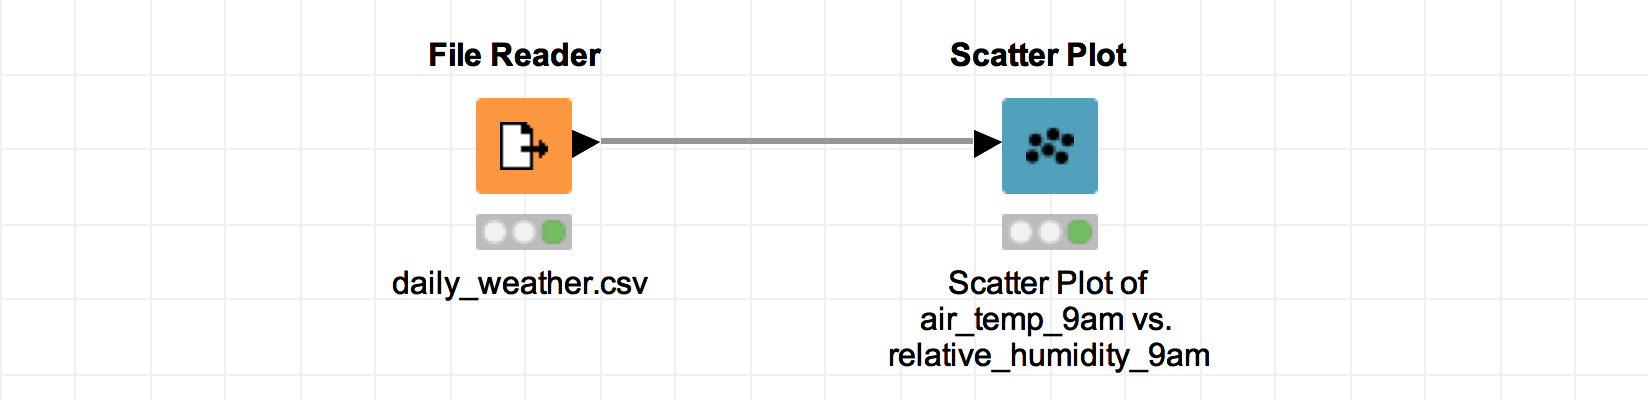 File Reader
Scatter Plot
daily_weather.csv
Scatter Plot of
air_temp_9am vs.
relative_humidity_9am